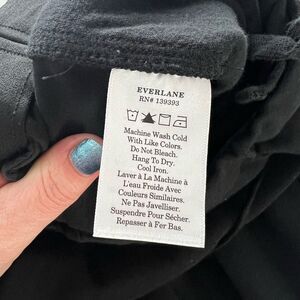 EVERLANE
RN# 139393
Machine Wash Cold
With Like Colors.
Do Not Bleach.
Hang To Dry.
Cool Iron.
Laver à La Machine à
L'eau Froide Avec
Couleurs Similaires.
Ne Pas Javelliser.
Suspendre Pour Sécher.
Repasser à Fer Bas.